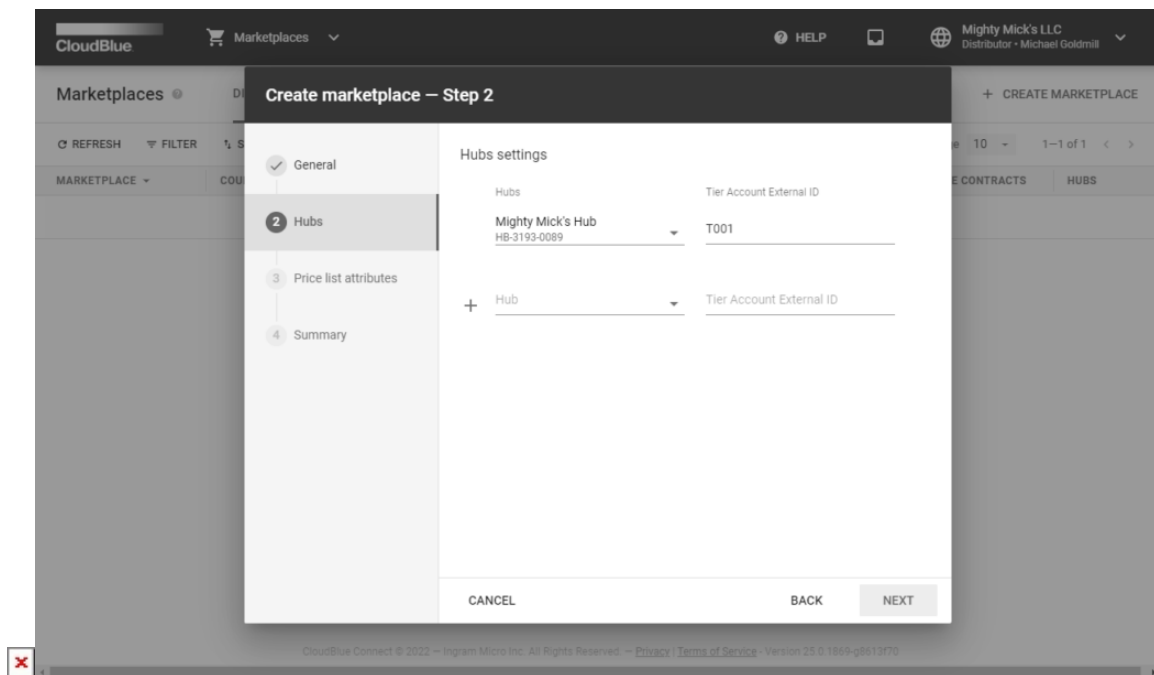 CloudBlue
Marketplaces
HELP
Mighty Mick's LLC
Distributor • Michael Goldmill
Marketplaces
DI
+ CREATE MARKETPLACE
Create marketplace — Step 2
REFRESH
FILTER
S
e 10
1–1 of 1
MARKETPLACE
COU
E CONTRACTS
HUBS
General
2 Hubs
3 Price list attributes
4 Summary
Hubs settings
Hubs
Tier Account External ID
Mighty Mick's Hub
HB-3193-0089
T001
+ Hub
Tier Account External ID
CANCEL
BACK
NEXT
CloudBlue Connect © 2022 – Ingram Micro Inc. All Rights Reserved. – Privacy | Terms of Service - Version 25.0.1869-g8613f70